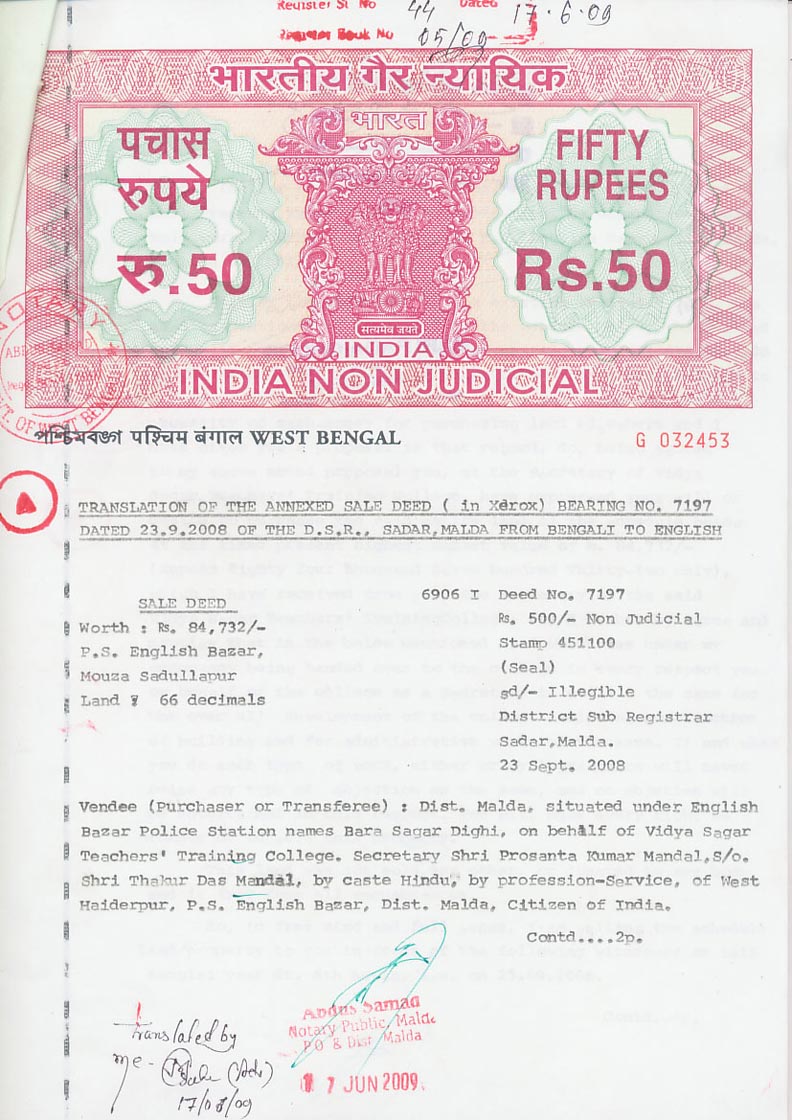 Register Sl No 44 Dated 17.6.09
Register Book No 05/09
भारतीय गैर न्यायिक
भारत
पचास
रुपये
रु.50
FIFTY
RUPEES
Rs.50
सत्यमेव जयते
INDIA
INDIA NON JUDICIAL
NOTARY
GOVT. OF WEST BENGAL
পশ্চিমবঙ্গ पश्चिम बंगाल WEST BENGAL
G 032453
TRANSLATION OF THE ANNEXED SALE DEED ( in Xerox) BEARING NO. 7197
DATED 23.9.2008 OF THE D.S.R., SADAR,MALDA FROM BENGALI TO ENGLISH
SALE DEED
Worth : Rs. 84,732/-
P.S. English Bazar,
Mouza Sadullapur
Land : 66 decimals
6906 I Deed No. 7197
Rs. 500/- Non Judicial
Stamp 451100
(Seal)
sd/- Illegible
District Sub Registrar
Sadar,Malda.
23 Sept. 2008
Vendee (Purchaser or Transferee) : Dist. Malda, situated under English
Bazar Police Station names Bara Sagar Dighi, on behalf of Vidya Sagar
Teachers' Training College. Secretary Shri Prosanta Kumar Mandal,S/o.
Shri Thakur Das Mandal, by caste Hindu, by profession-Service, of West
Haiderpur, P.S. English Bazar, Dist. Malda, Citizen of India.
Contd....2p.
Translated by
me-
(Adv)
17/06/09
Abdus Samad
Notary Public, Malda
P.O & Dist Malda
17 JUN 2009